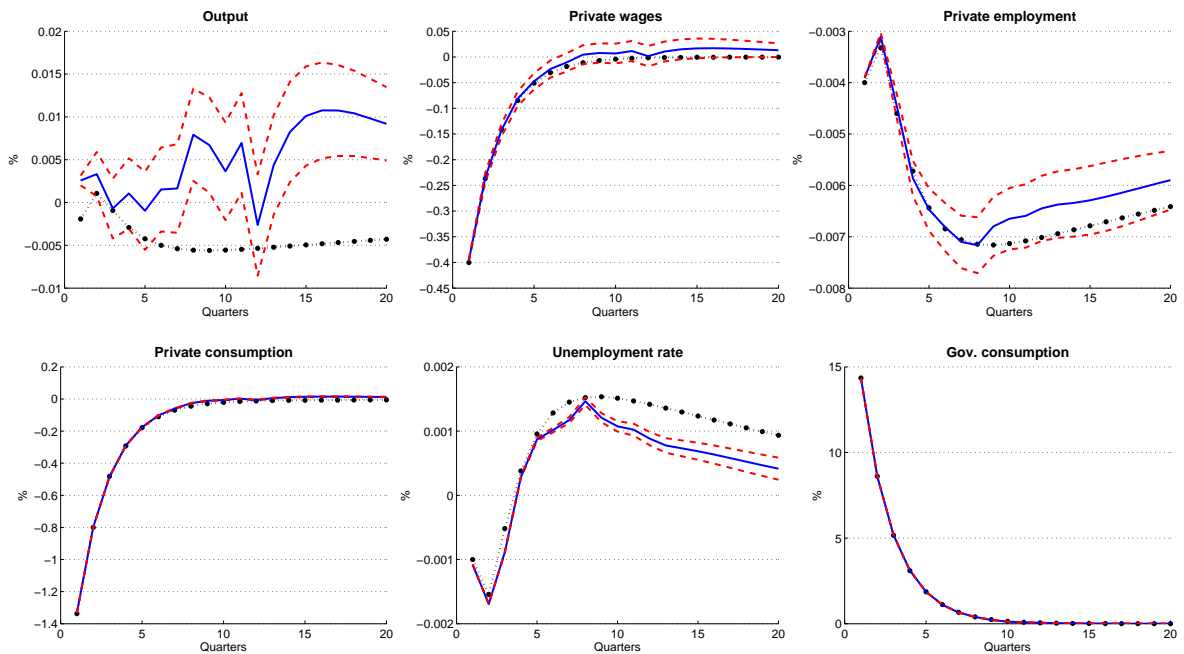 Output
0.02
0.015
0.01
0.005
0
−0.005
−0.01
%
0 5 10 15 20
Quarters
Private wages
0.05
0
−0.05
−0.1
−0.15
−0.2
−0.25
−0.3
−0.35
−0.4
−0.45
%
0 5 10 15 20
Quarters
Private employment
−0.003
−0.004
−0.005
−0.006
−0.007
−0.008
%
0 5 10 15 20
Quarters
Private consumption
0.2
0
−0.2
−0.4
−0.6
−0.8
−1
−1.2
−1.4
%
0 5 10 15 20
Quarters
Unemployment rate
0.002
0.001
0
−0.001
−0.002
%
0 5 10 15 20
Quarters
Gov. consumption
15
10
5
0
%
0 5 10 15 20
Quarters